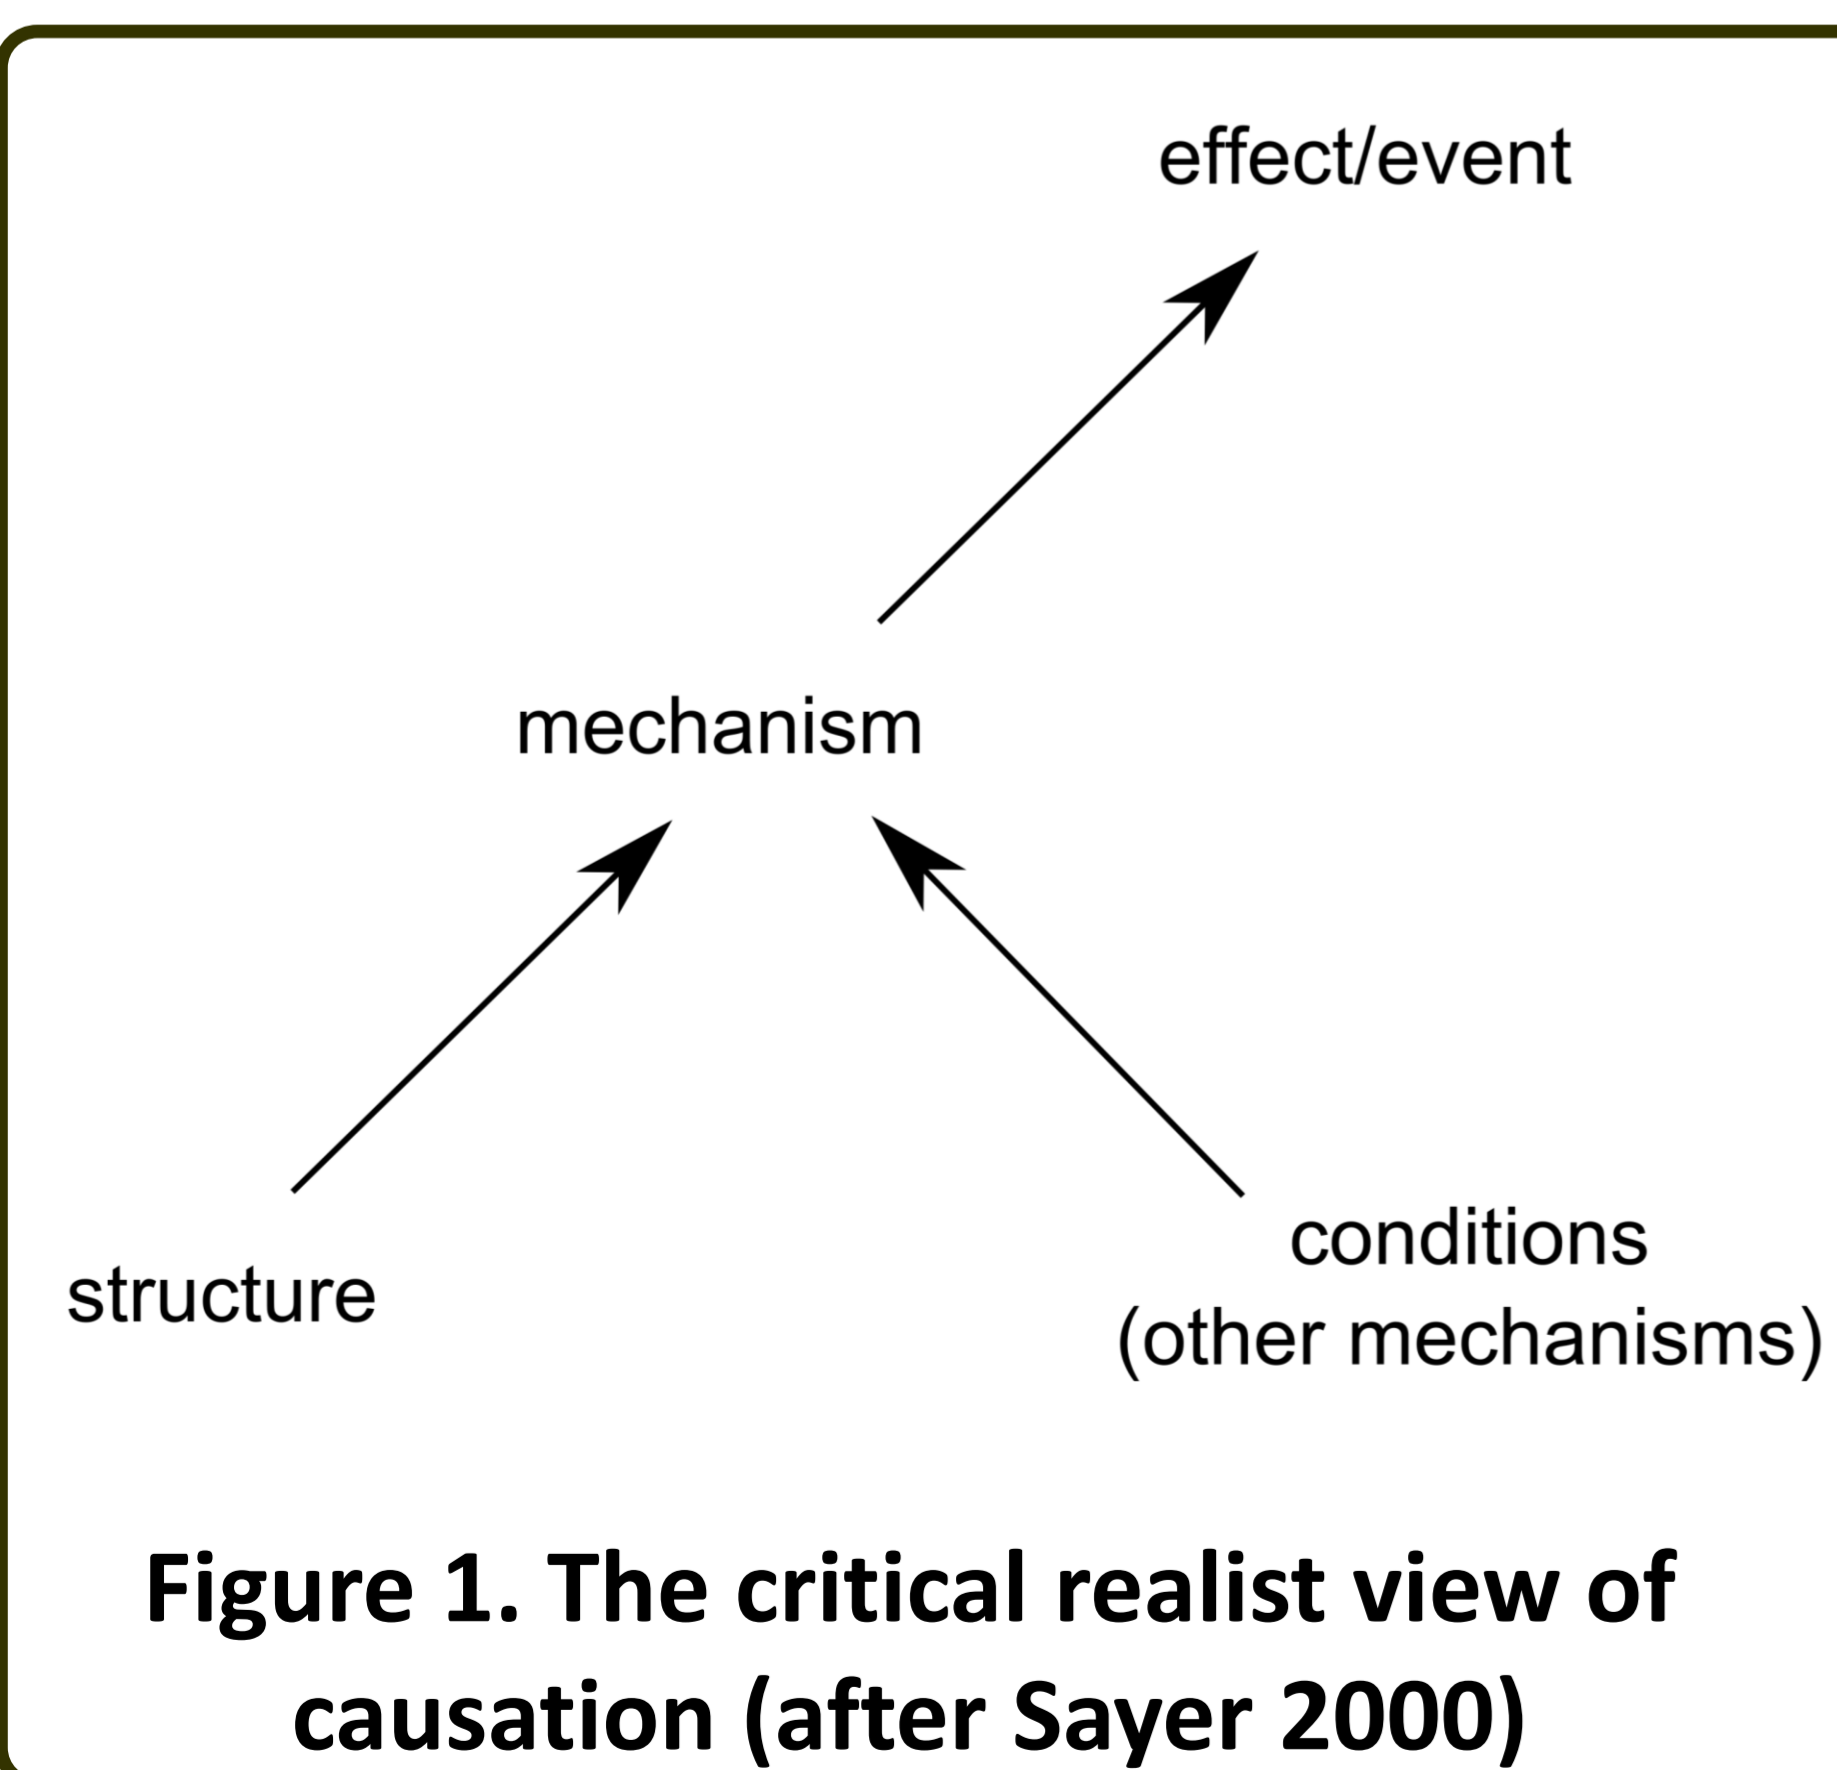 effect/event
mechanism
structure
conditions
(other mechanisms)
Figure 1. The critical realist view of
causation (after Sayer 2000)